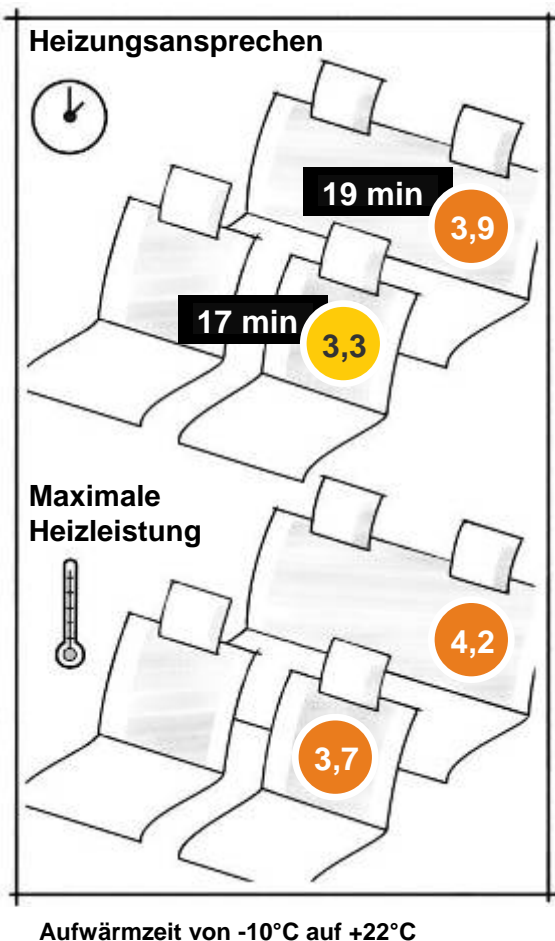 Heizungsansprechen
19 min
3,9
17 min
3,3
Maximale
Heizleistung
4,2
3,7
Aufwärmzeit von -10°C auf +22°C